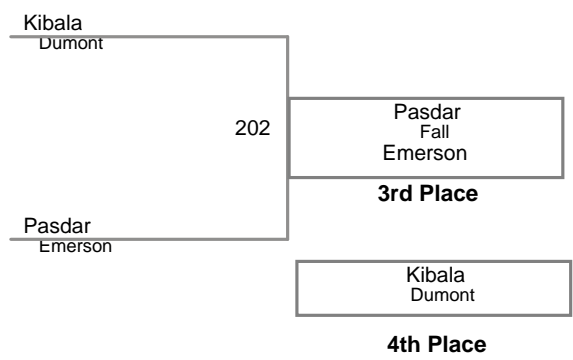 Kibala
Dumont
202
Pasdar
Fall
Emerson
3rd Place
Pasdar
Emerson
Kibala
Dumont
4th Place